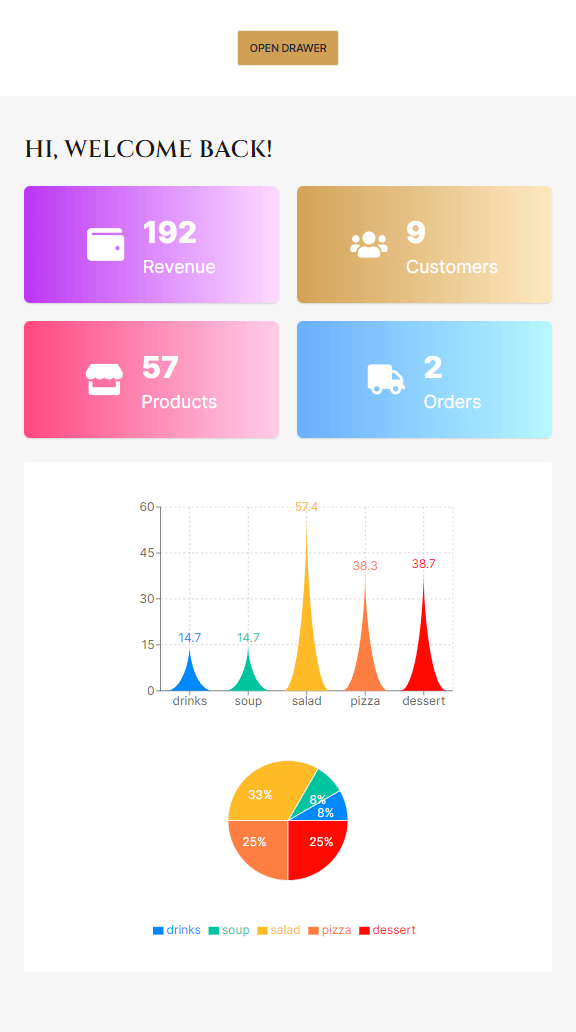 OPEN DRAWER
HI, WELCOME BACK!
192
Revenue
9
Customers
57
Products
2
Orders
60
45
30
15
0
57.4
38.3
38.7
14.7
14.7
drinks soup salad pizza dessert
33%
8%
8%
25%
25%
drinks soup salad pizza dessert